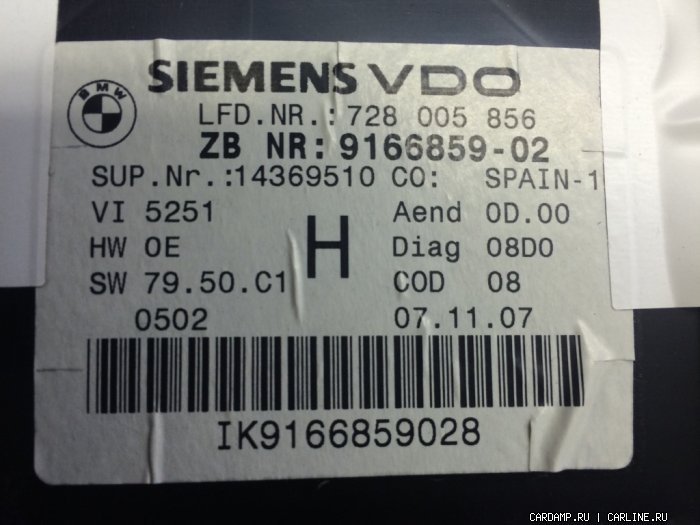 SIEMENS VDO
BMW
LFD.NR.: 728 005 856
ZB NR: 9166859-02
SUP.Nr.:14369510 CO: SPAIN-1
VI 5251 Aend 0D.00
HW 0E H Diag 08D0
SW 79.50.C1 COD 08
0502 07.11.07
IK9166859028
CARDAMP.RU | CARLINE.RU